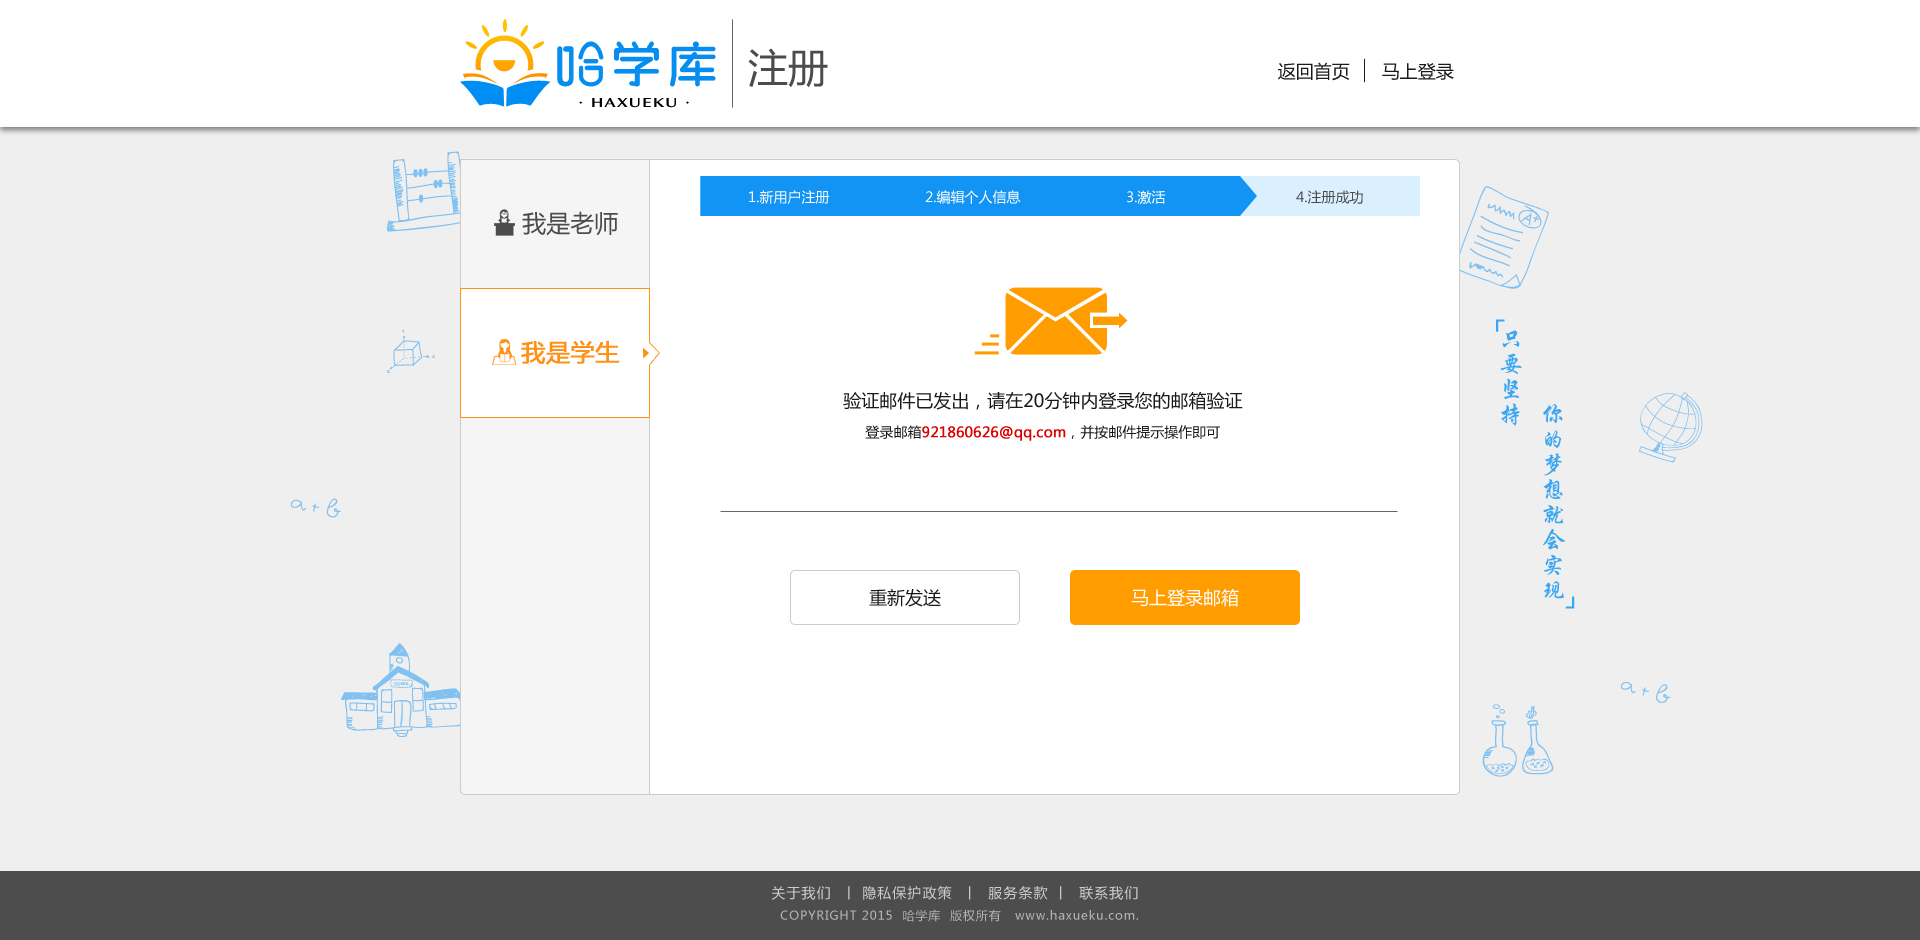 哈学库
· HAXUEKU ·
注册
返回首页 | 马上登录
我是老师
我是学生
1.新用户注册 2.编辑个人信息 3.激活 4.注册成功
验证邮件已发出，请在20分钟内登录您的邮箱验证
登录邮箱921860626@qq.com，并按邮件提示操作即可
重新发送 马上登录邮箱
A+
「只要坚持
你的梦想就会实现」
a+b
a+b
关于我们 | 隐私保护政策 | 服务条款 | 联系我们
COPYRIGHT 2015 哈学库 版权所有 www.haxueku.com.